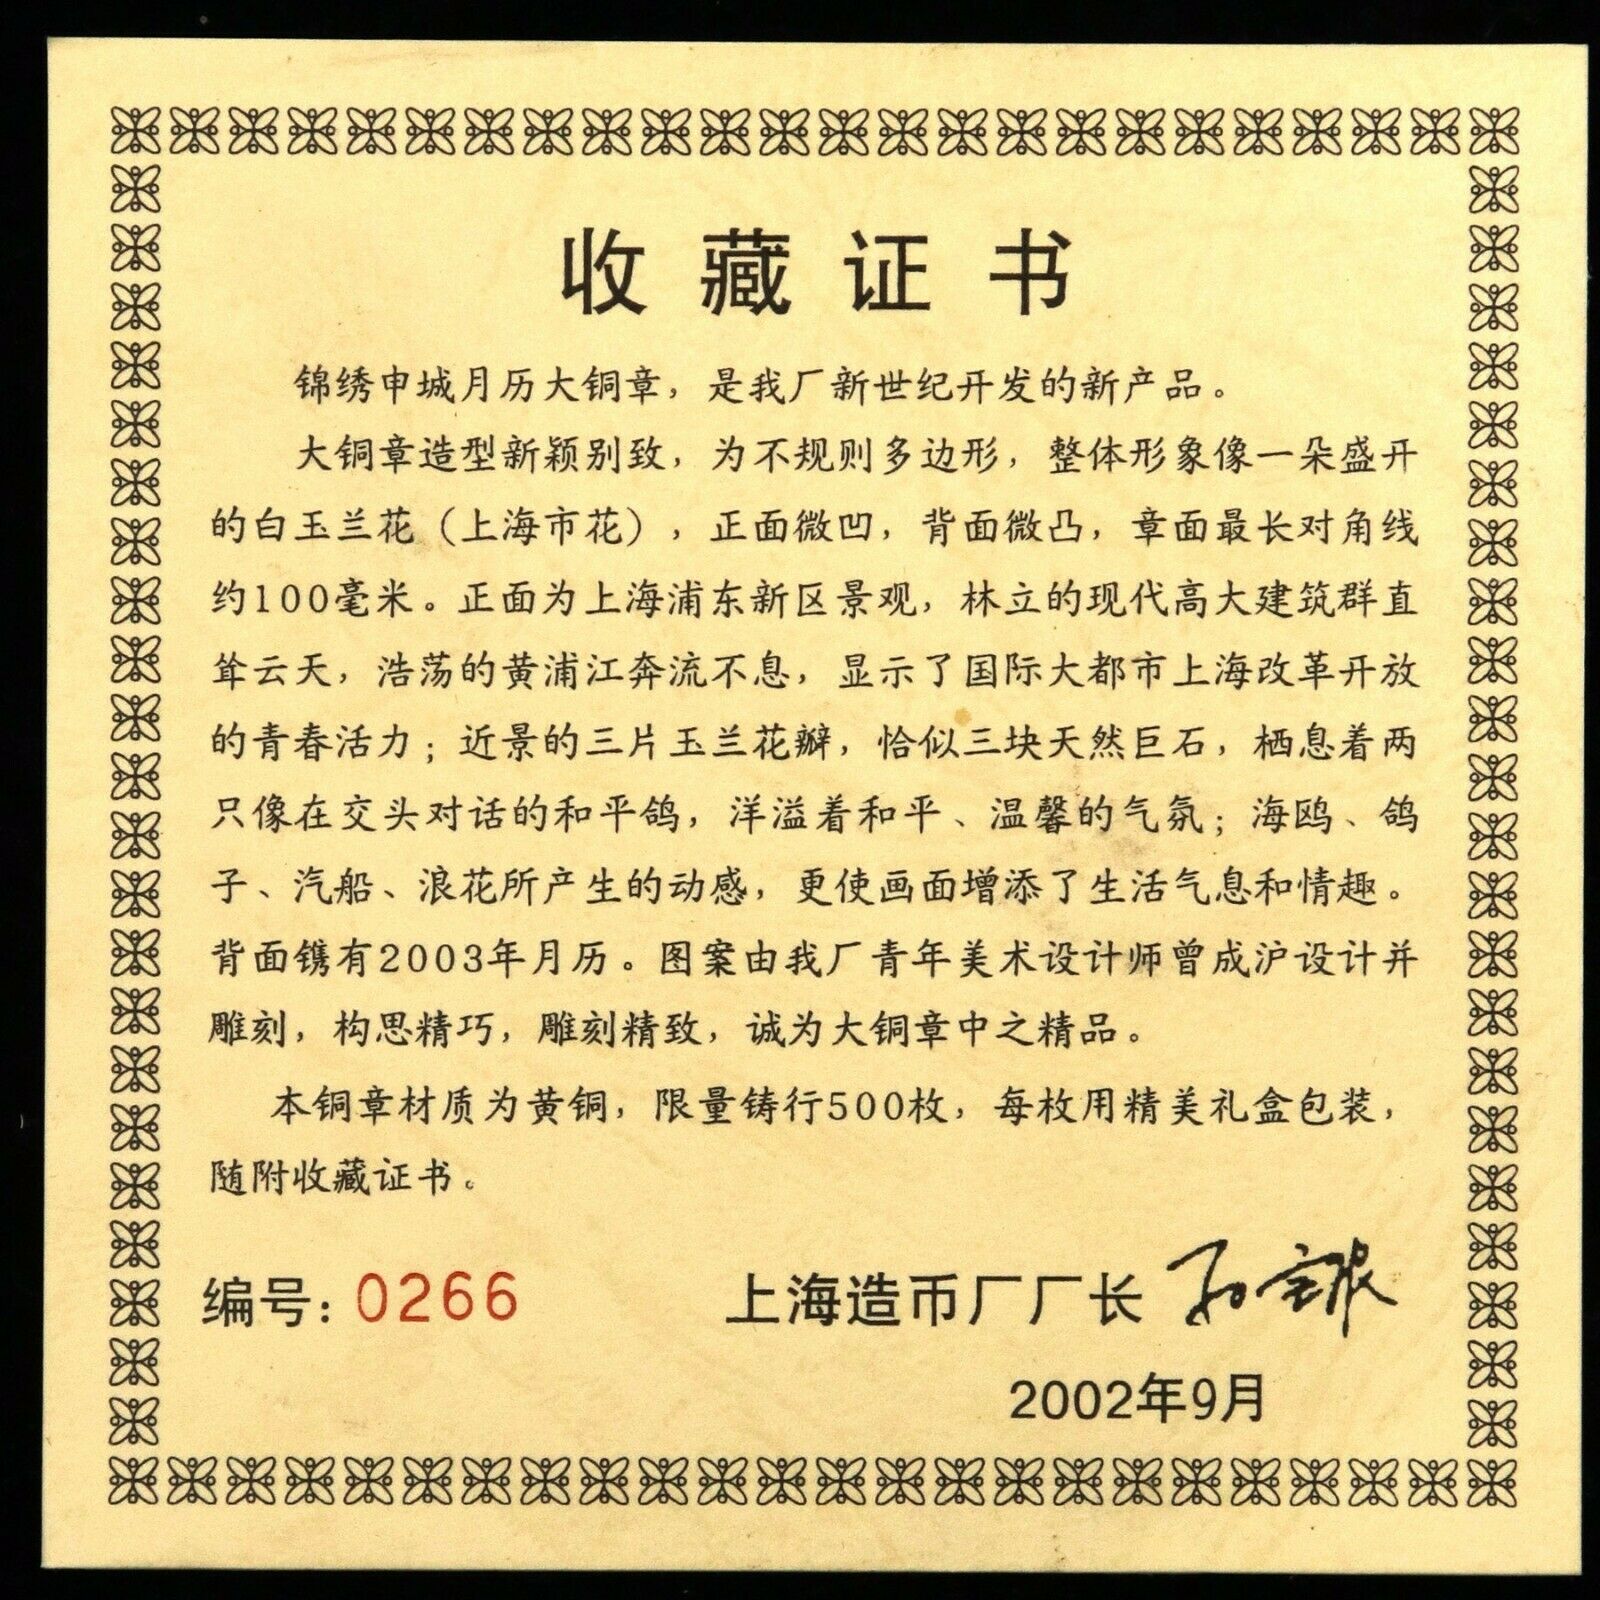 收藏证书
锦绣申城月历大铜章，是我厂新世纪开发的新产品。
大铜章造型新颖别致，为不规则多边形，整体形象像一朵盛开
的白玉兰花（上海市花），正面微凹，背面微凸，章面最长对角线
约100毫米。正面为上海浦东新区景观，林立的现代高大建筑群直
耸云天，浩荡的黄浦江奔流不息，显示了国际大都市上海改革开放
的青春活力；近景的三片玉兰花瓣，恰似三块天然巨石，栖息着两
只像在交头对话的和平鸽，洋溢着和平、温馨的气氛；海鸥、鸽
子、汽船、浪花所产生的动感，更使画面增添了生活气息和情趣。
背面镌有2003年月历。图案由我厂青年美术设计师曾成沪设计并
雕刻，构思精巧，雕刻精致，诚为大铜章中之精品。
本铜章材质为黄铜，限量铸行500枚，每枚用精美礼盒包装，
随附收藏证书。
编号：0266 上海造币厂厂长
2002年9月